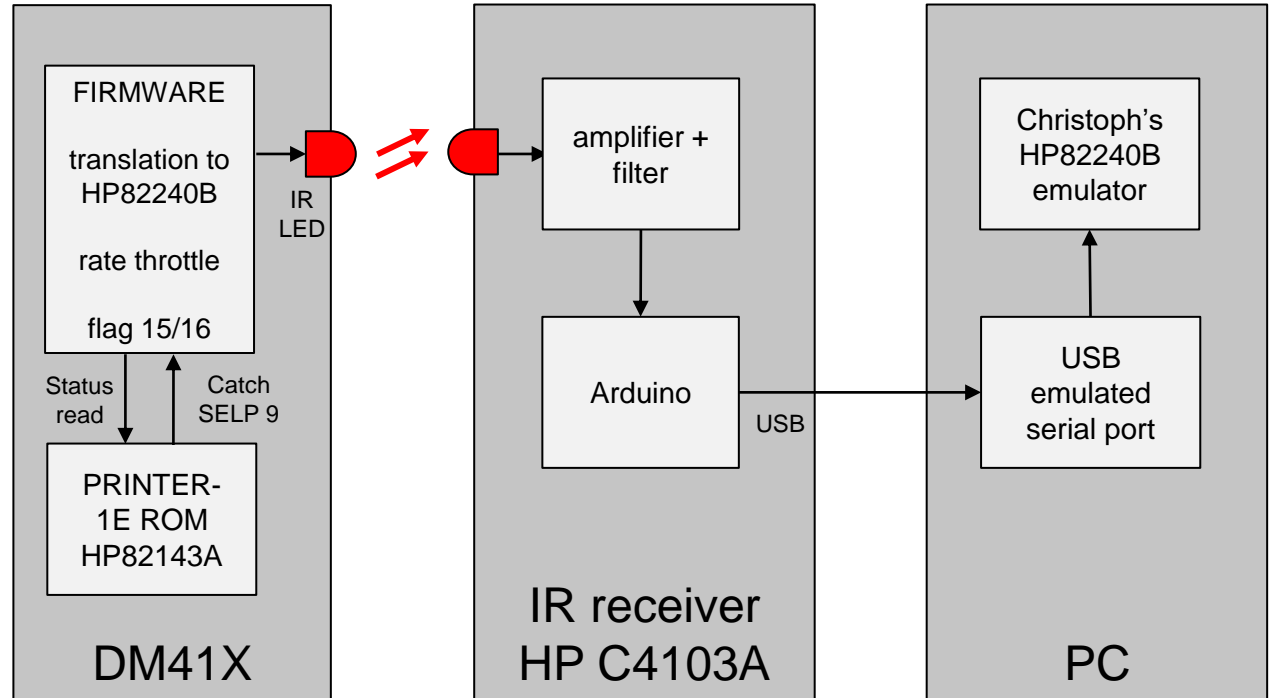 FIRMWARE
translation to
HP82240B
rate throttle
flag 15/16
IR
LED
Status
read
Catch
SELP 9
PRINTER-
1E ROM
HP82143A
DM41X
amplifier +
filter
Arduino
USB
IR receiver
HP C4103A
Christoph's
HP82240B
emulator
USB
emulated
serial port
PC